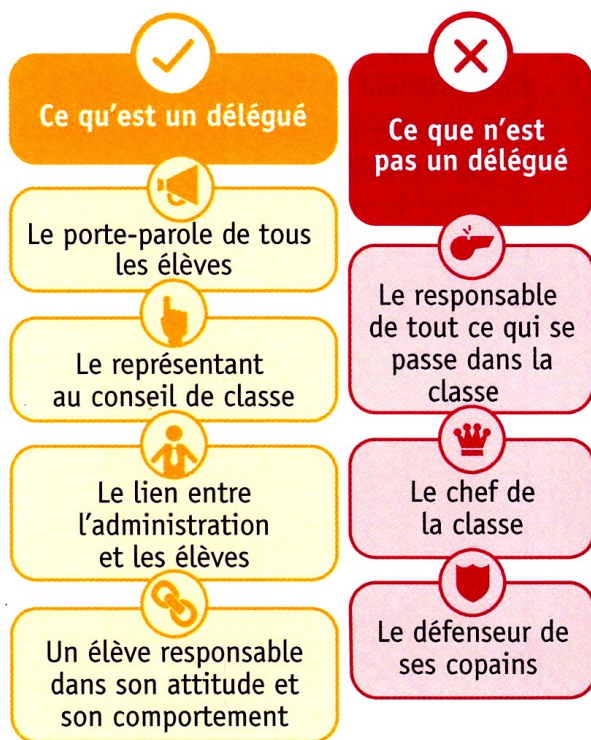 Ce qu'est un délégué
Le porte-parole de tous
les élèves
Le représentant
au conseil de classe
Le lien entre
l'administration
et les élèves
Un élève responsable
dans son attitude et
son comportement
Ce que n'est
pas un délégué
Le responsable
de tout ce qui se
passe dans la
classe
Le chef de
la classe
Le défenseur de
ses copains